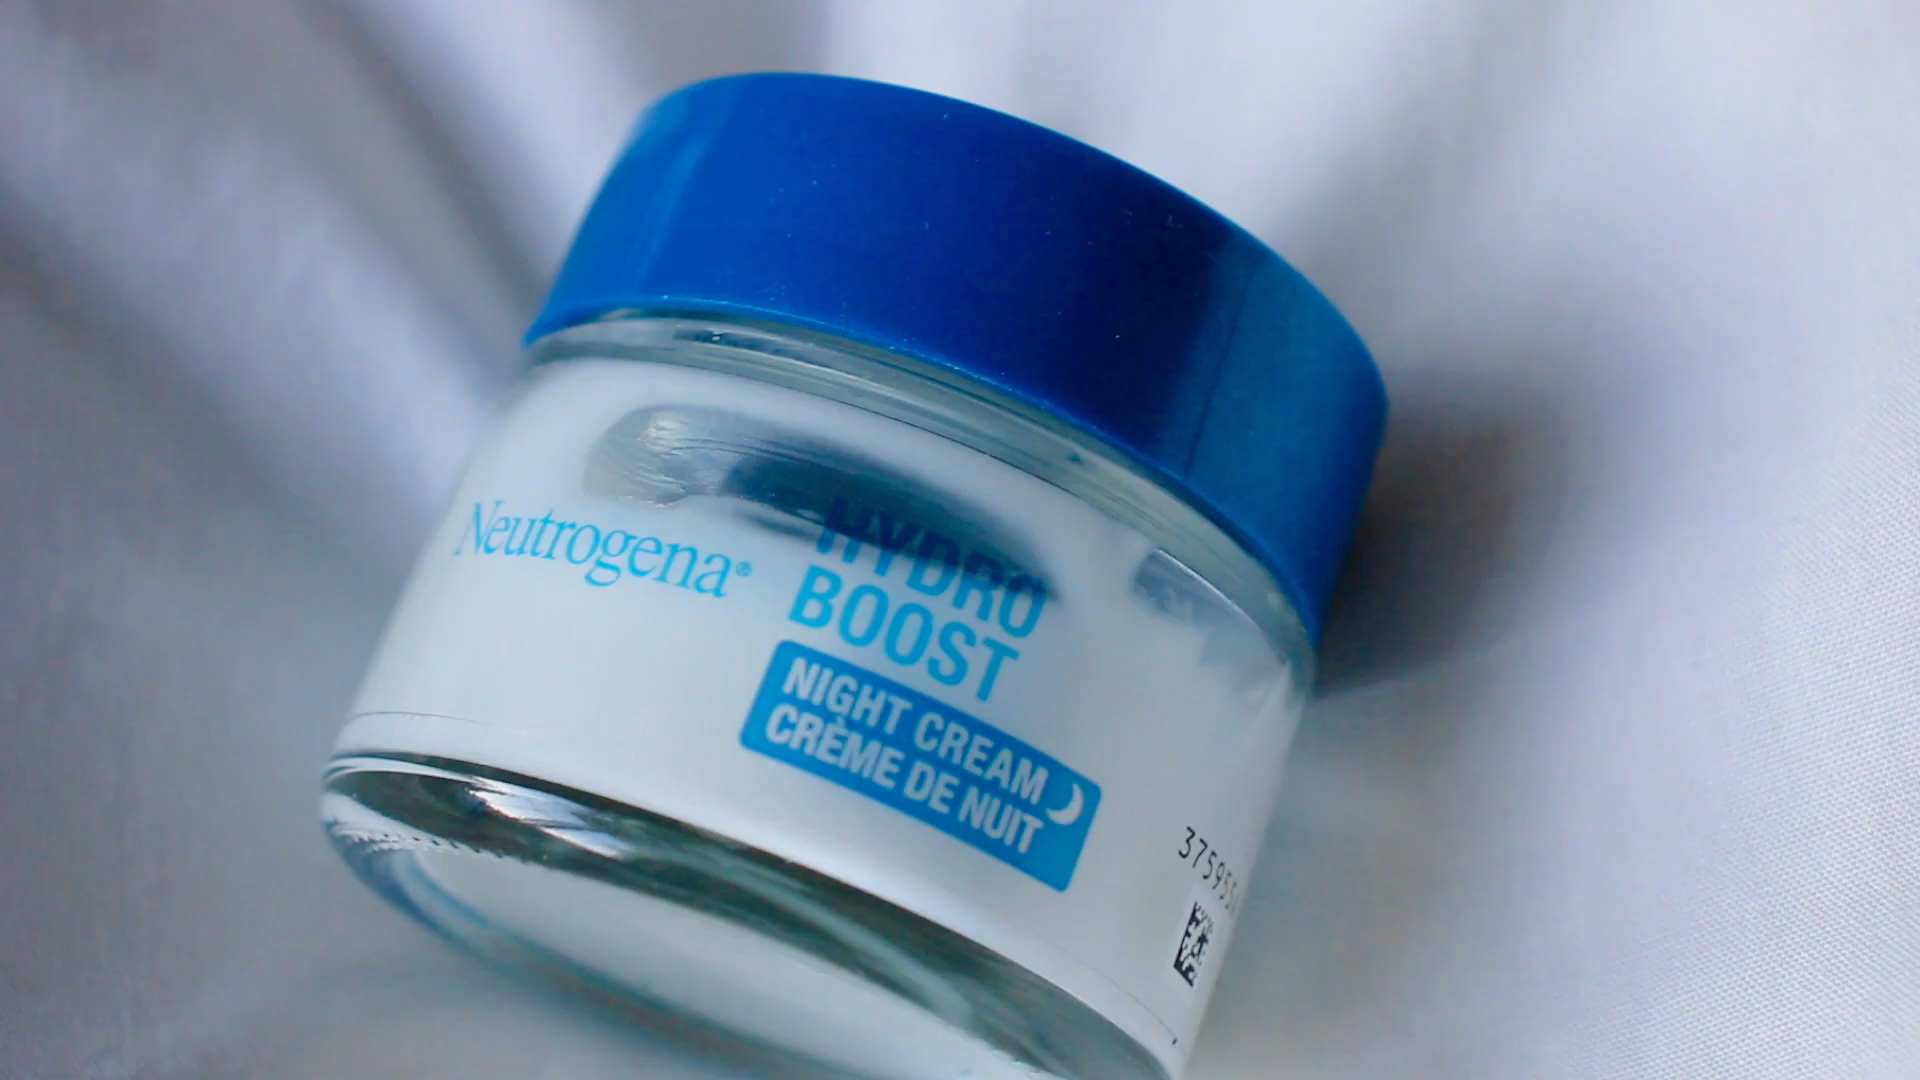 Neutrogena®
HYDRO
BOOST
NIGHT CREAM
CRÈME DE NUIT